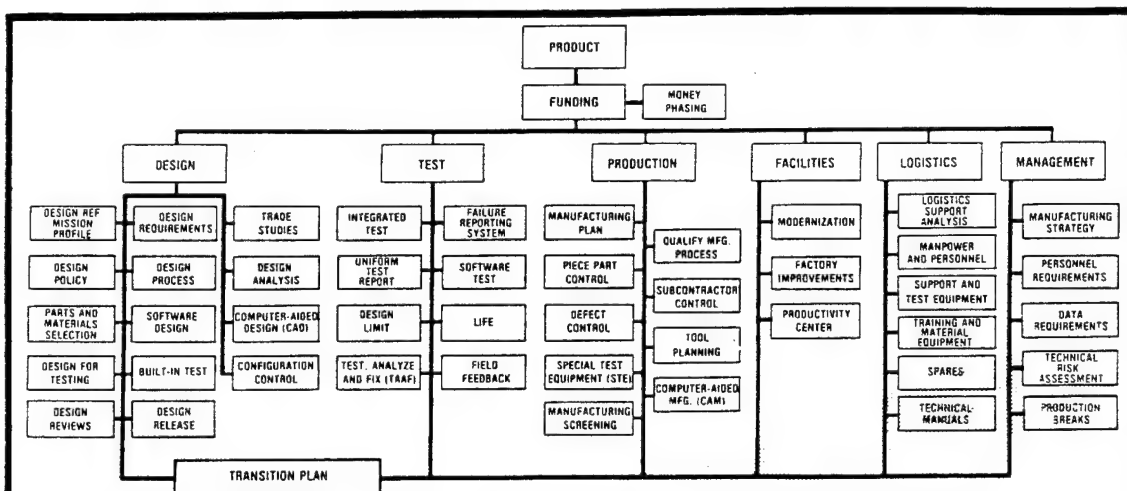 PRODUCT
FUNDING
MONEY
PHASING
DESIGN
TEST
PRODUCTION
FACILITIES
LOGISTICS
MANAGEMENT
DESIGN REF
MISSION
PROFILE
DESIGN
REQUIREMENTS
TRADE
STUDIES
DESIGN
POLICY
DESIGN
PROCESS
DESIGN
ANALYSIS
PARTS AND
MATERIALS
SELECTION
SOFTWARE
DESIGN
COMPUTER-AIDED
DESIGN (CAD)
DESIGN FOR
TESTING
BUILT-IN TEST
CONFIGURATION
CONTROL
DESIGN
REVIEWS
DESIGN
RELEASE
INTEGRATED
TEST
FAILURE
REPORTING
SYSTEM
UNIFORM
TEST
REPORT
SOFTWARE
TEST
DESIGN
LIMIT
LIFE
TEST, ANALYZE
AND FIX (TAAF)
FIELD
FEEDBACK
MANUFACTURING
PLAN
QUALIFY MFG.
PROCESS
PIECE PART
CONTROL
SUBCONTRACTOR
CONTROL
DEFECT
CONTROL
TOOL
PLANNING
SPECIAL TEST
EQUIPMENT (STE)
COMPUTER-AIDED
MFG. (CAM)
MANUFACTURING
SCREENING
MODERNIZATION
FACTORY
IMPROVEMENTS
PRODUCTIVITY
CENTER
LOGISTICS
SUPPORT
ANALYSIS
MANPOWER
AND PERSONNEL
SUPPORT AND
TEST EQUIPMENT
TRAINING AND
MATERIAL
EQUIPMENT
SPARES
TECHNICAL-
MANUALS
MANUFACTURING
STRATEGY
PERSONNEL
REQUIREMENTS
DATA
REQUIREMENTS
TECHNICAL
RISK
ASSESSMENT
PRODUCTION
BREAKS
TRANSITION PLAN